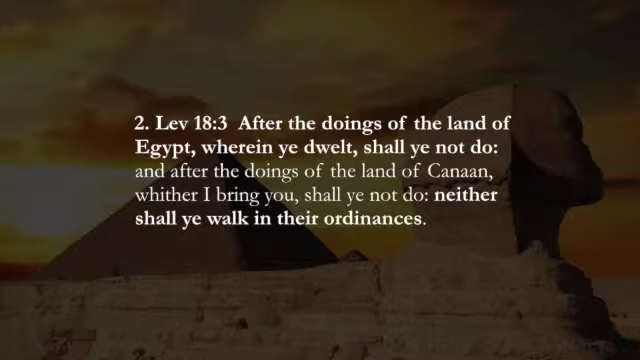 2. Lev 18:3  After the doings of the land of
Egypt, wherein ye dwelt, shall ye not do:
and after the doings of the land of Canaan,
whither I bring you, shall ye not do: neither
shall ye walk in their ordinances.